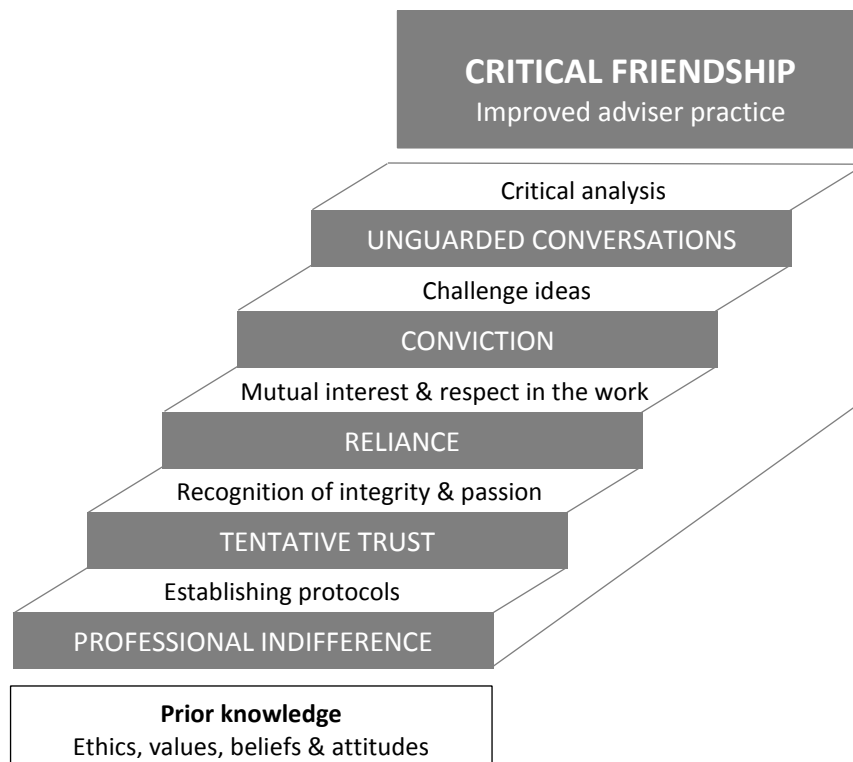 CRITICAL FRIENDSHIP
Improved adviser practice
Critical analysis
UNGUARDED CONVERSATIONS
Challenge ideas
CONVICTION
Mutual interest & respect in the work
RELIANCE
Recognition of integrity & passion
TENTATIVE TRUST
Establishing protocols
PROFESSIONAL INDIFFERENCE
Prior knowledge
Ethics, values, beliefs & attitudes